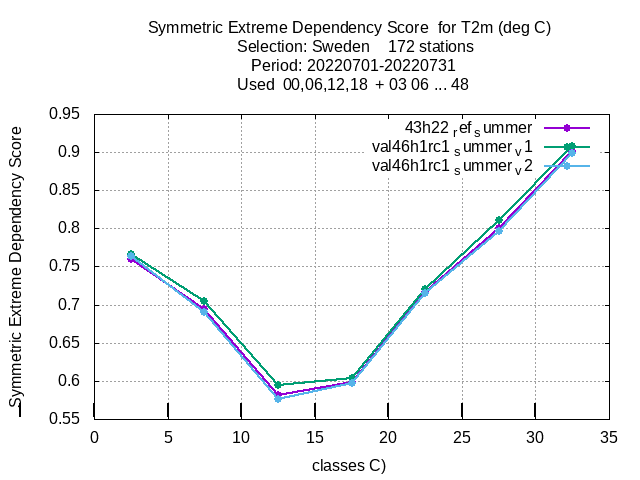 Symmetric Extreme Dependency Score  for T2m (deg C)
Selection: Sweden    172 stations
Period: 20220701-20220731
Used  00,06,12,18  + 03 06 ... 48
43h22 ref summer
val46h1rc1 summer v1
val46h1rc1 summer v2
Symmetric Extreme Dependency Score
0.95
0.9
0.85
0.8
0.75
0.7
0.65
0.6
0.55
0 5 10 15 20 25 30 35
classes C)